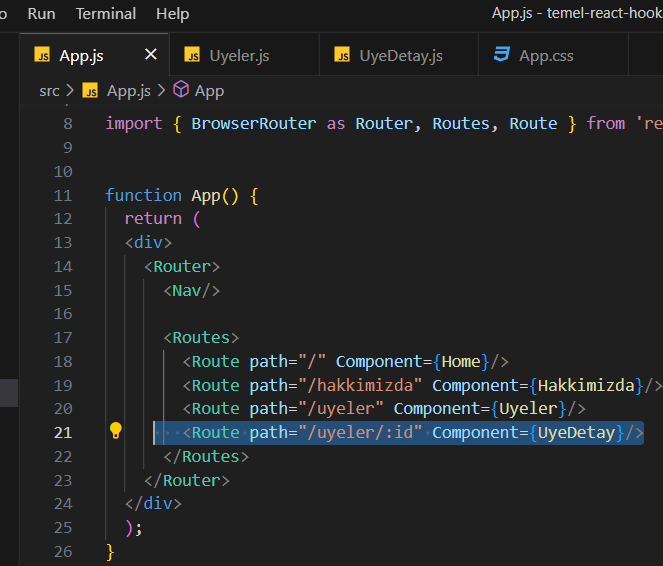 Run Terminal Help App.js - temel-react-hook
JS App.js × JS Uyeler.js JS UyeDetay.js App.css
src > JS App.js > App
8 import { BrowserRouter as Router, Routes, Route } from 're
9
10
11 function App() {
12 return (
13 <div>
14 <Router>
15 <Nav/>
16
17 <Routes>
18 <Route path="/" Component={Home}/>
19 <Route path="/hakkimizda" Component={Hakkimizda}/>
20 <Route path="/uyeler" Component={Uyeler}/>
21 <Route path="/uyeler/:id" Component={UyeDetay}/>
22 </Routes>
23 </Router>
24 </div>
25 );
26 }